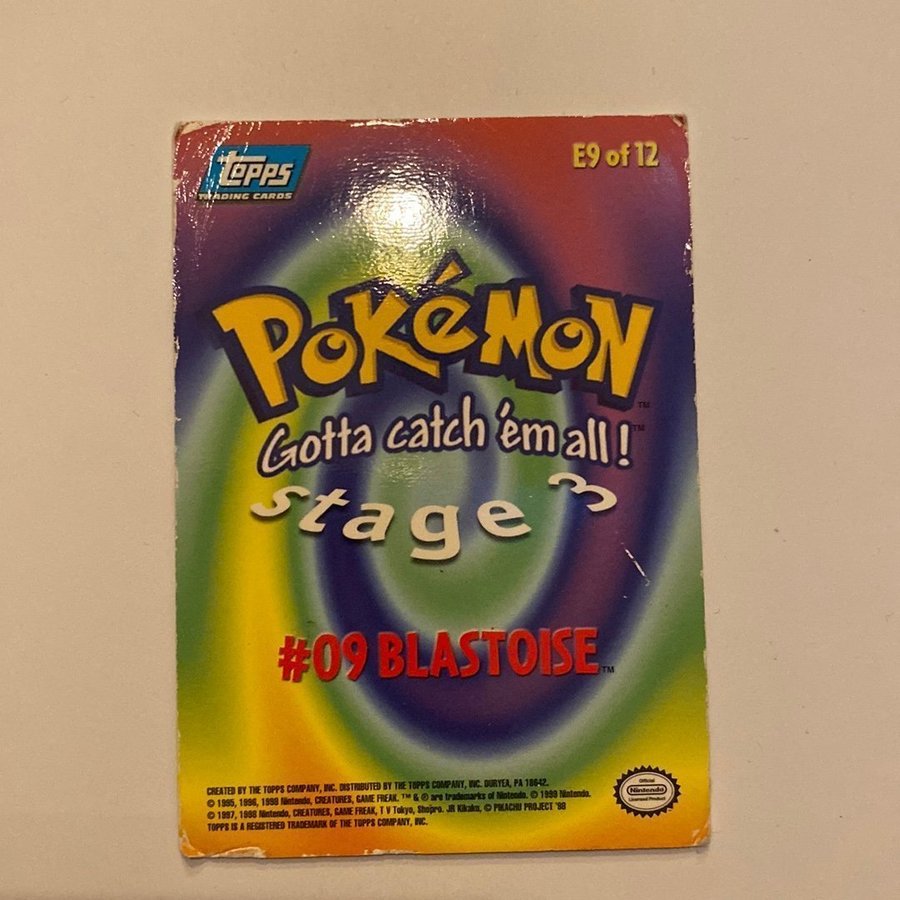 Topps
TRADING CARDS
E9 of 12
POKéMON
™
Gotta catch 'em all!
™
stage 3
#09 BLASTOISE™
CREATED BY THE TOPPS COMPANY, INC. DISTRIBUTED BY THE TOPPS COMPANY, INC. DURYEA, PA 18642.
© 1995, 1996, 1998 Nintendo, CREATURES, GAME FREAK. ™ & ® are trademarks of Nintendo. © 1999 Nintendo.
© 1997, 1998 Nintendo, CREATURES, GAME FREAK, T V Tokyo, Shopro. JR Kikaku, © PIKACHU PROJECT '98
TOPPS IS A REGISTERED TRADEMARK OF THE TOPPS COMPANY, INC.
Official
Nintendo
Licensed Product